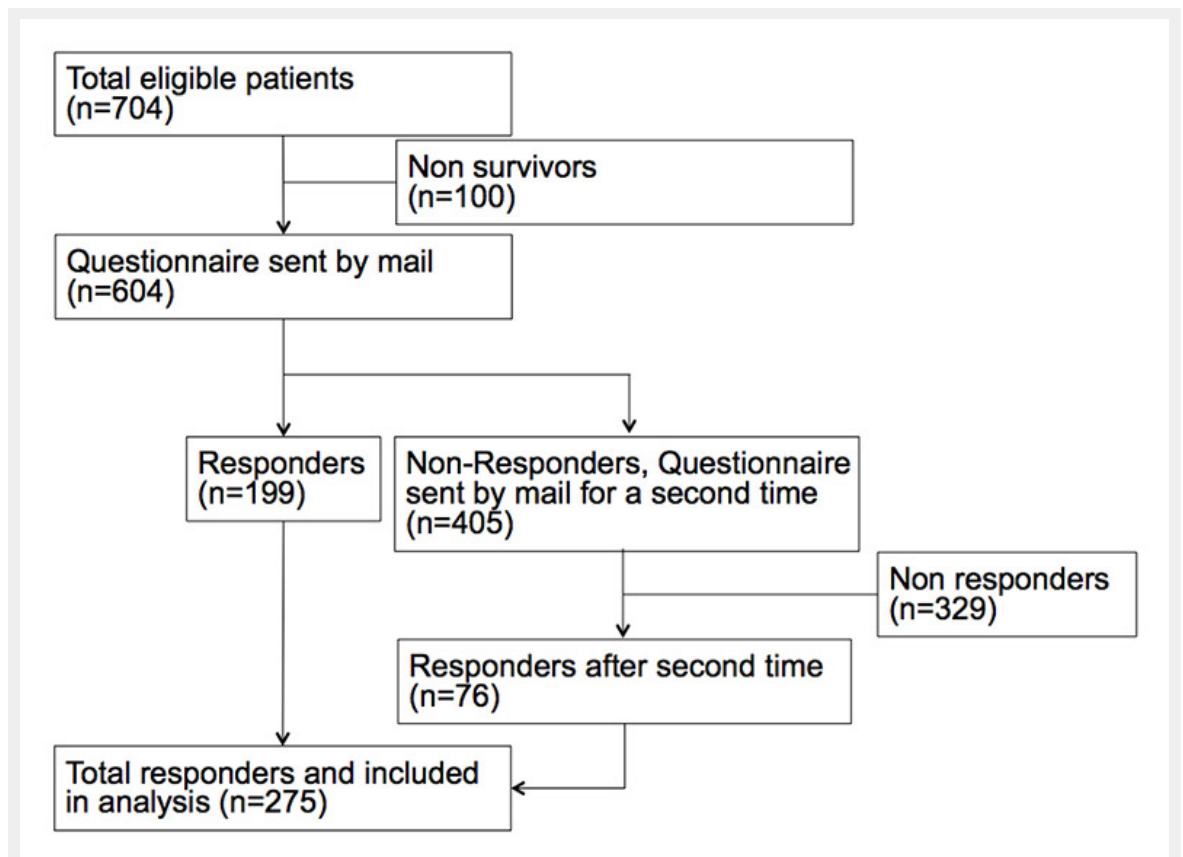 Total eligible patients
(n=704)
Non survivors
(n=100)
Questionnaire sent by mail
(n=604)
Responders
(n=199)
Non-Responders, Questionnaire
sent by mail for a second time
(n=405)
Non responders
(n=329)
Responders after second time
(n=76)
Total responders and included
in analysis (n=275)